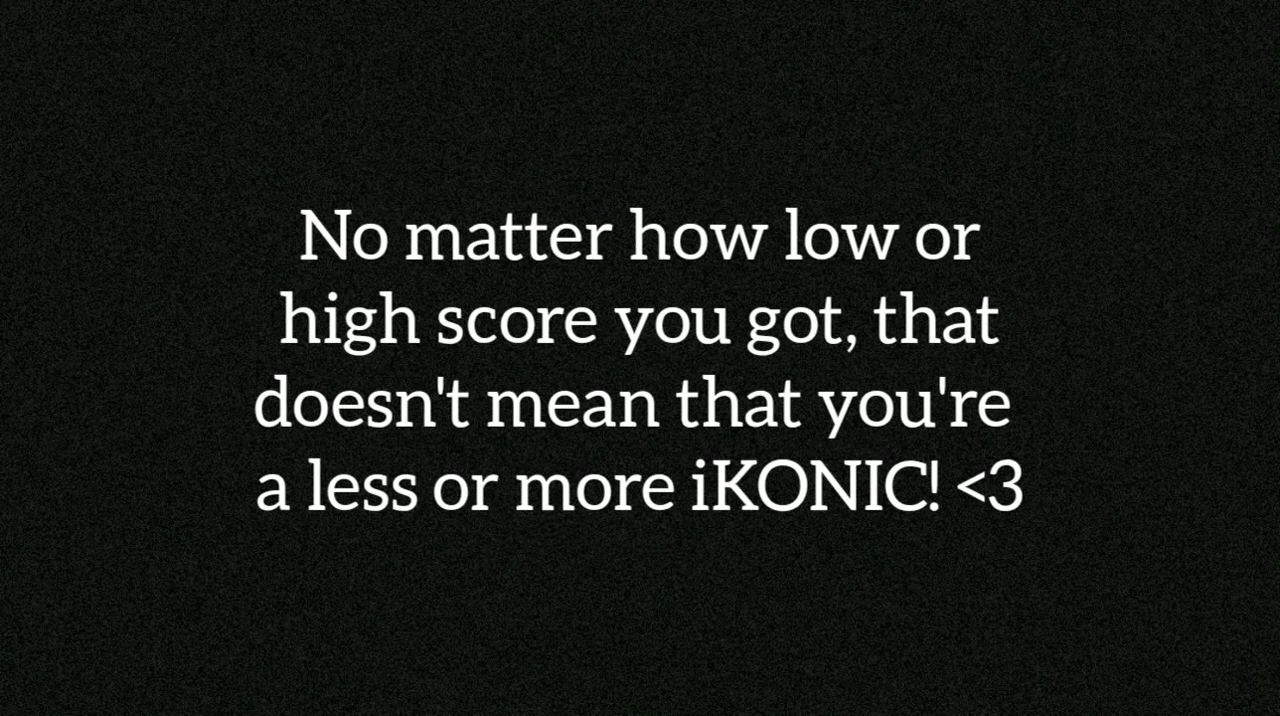 No matter how low or
high score you got, that
doesn't mean that you're
a less or more iKONIC! <3